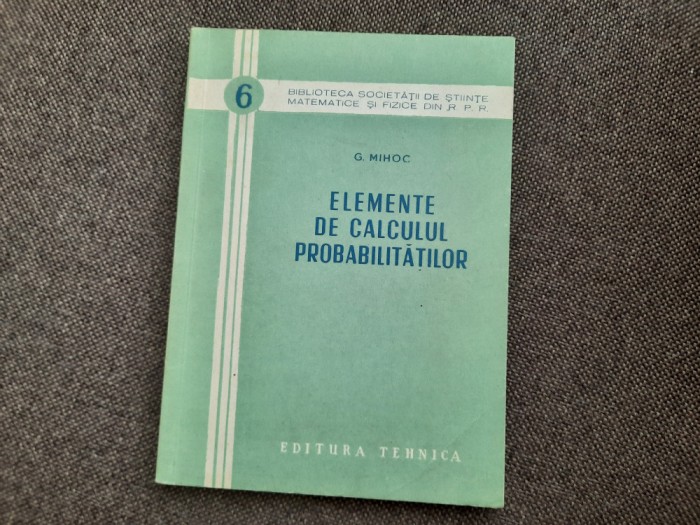 6
BIBLIOTECA SOCIETĂȚII DE ȘTIINȚE
MATEMATICE ȘI FIZICE DIN R. P. R.
G. MIHOC
ELEMENTE
DE CALCULUL
PROBABILITĂȚILOR
EDITURA TEHNICA